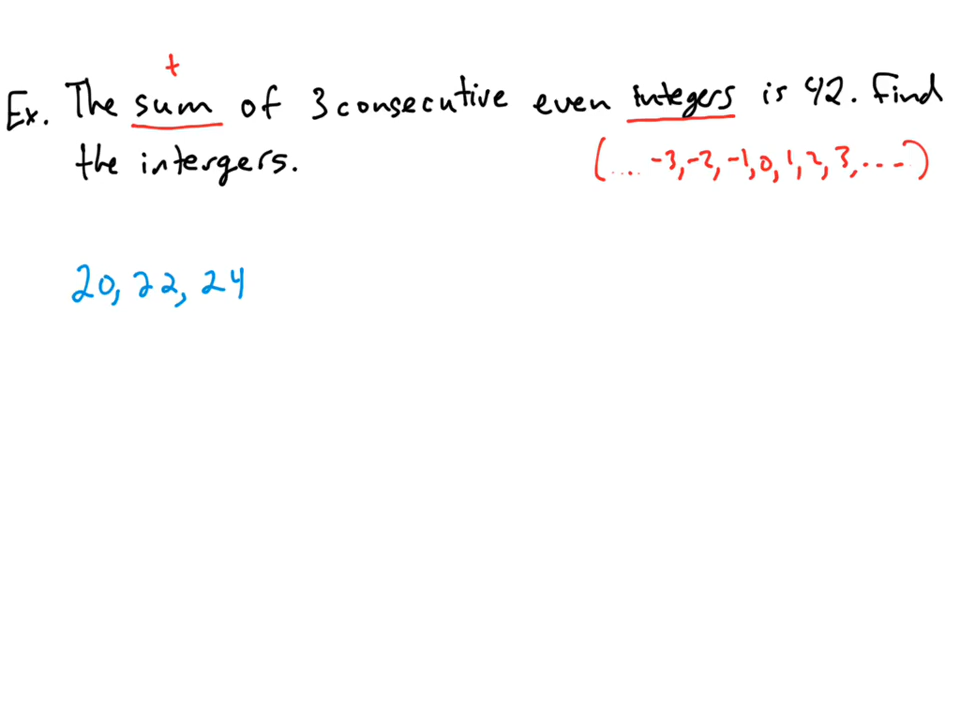 +
Ex. The sum of 3 consecutive even integers is 42. Find
the intergers.
(.... -3, -2, -1, 0, 1, 2, 3, ....)
20, 22, 24